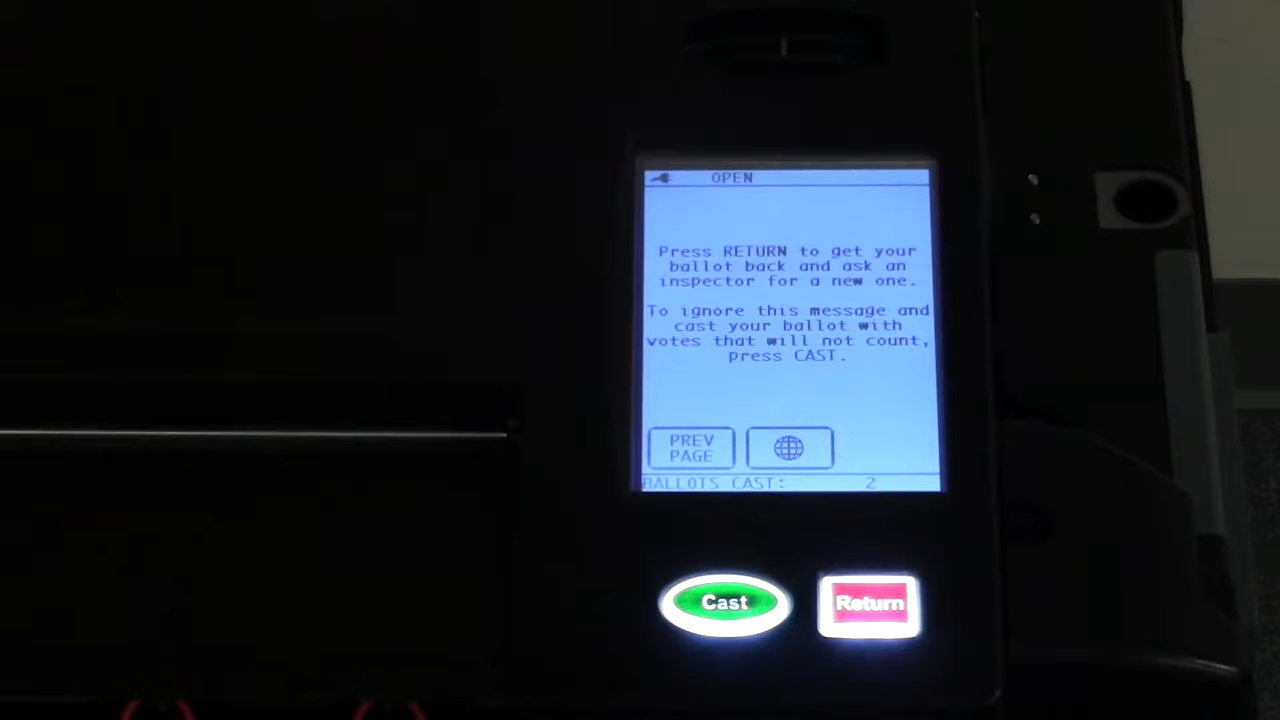 OPEN
Press RETURN to get your
ballot back and ask an
inspector for a new one.
To ignore this message and
cast your ballot with
votes that will not count,
press CAST.
PREV
PAGE
BALLOTS CAST: 2
Cast
Return